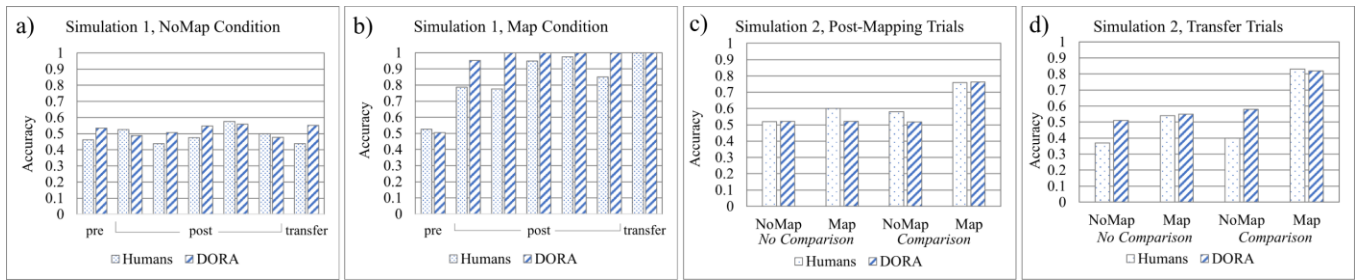 a) Simulation 1, NoMap Condition
Accuracy
1
0.9
0.8
0.7
0.6
0.5
0.4
0.3
0.2
0.1
0
pre post transfer
Humans DORA
b) Simulation 1, Map Condition
Accuracy
1
0.9
0.8
0.7
0.6
0.5
0.4
0.3
0.2
0.1
0
pre post transfer
Humans DORA
c) Simulation 2, Post-Mapping Trials
Accuracy
1
0.9
0.8
0.7
0.6
0.5
0.4
0.3
0.2
0.1
0
NoMap Map NoMap Map
No Comparison Comparison
Humans DORA
d) Simulation 2, Transfer Trials
Accuracy
1
0.9
0.8
0.7
0.6
0.5
0.4
0.3
0.2
0.1
0
NoMap Map NoMap Map
No Comparison Comparison
Humans DORA